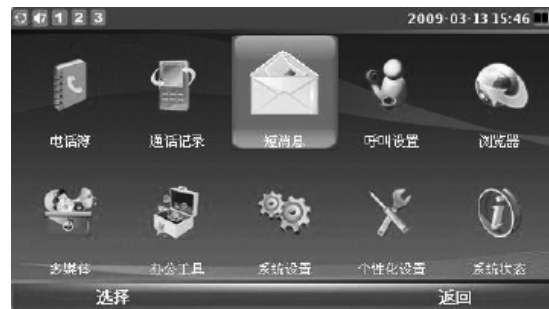 1 2 3 2009-03-13 15:46
电话簿 通话记录 短消息 呼叫设置 浏览器
多媒体 办公工具 系统设置 个性化设置 系统状态
选择 返回